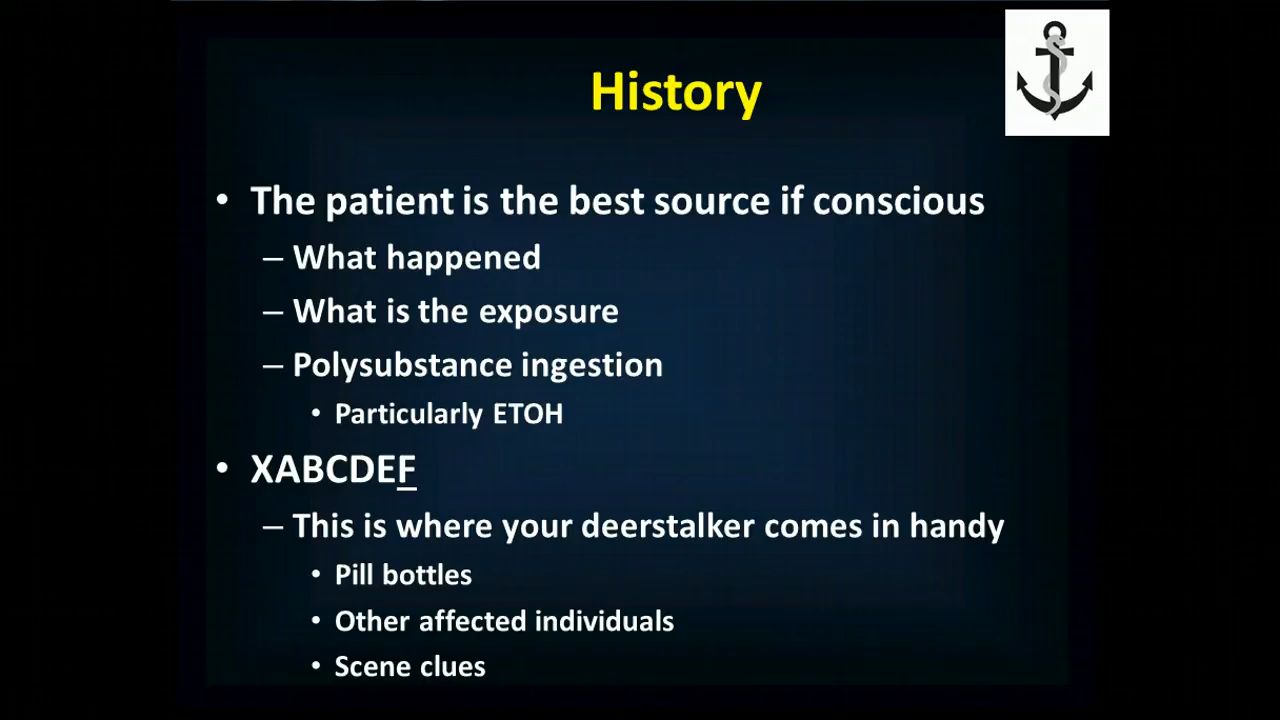 History
• The patient is the best source if conscious
– What happened
– What is the exposure
– Polysubstance ingestion
• Particularly ETOH
• XABCDEF
– This is where your deerstalker comes in handy
• Pill bottles
• Other affected individuals
• Scene clues